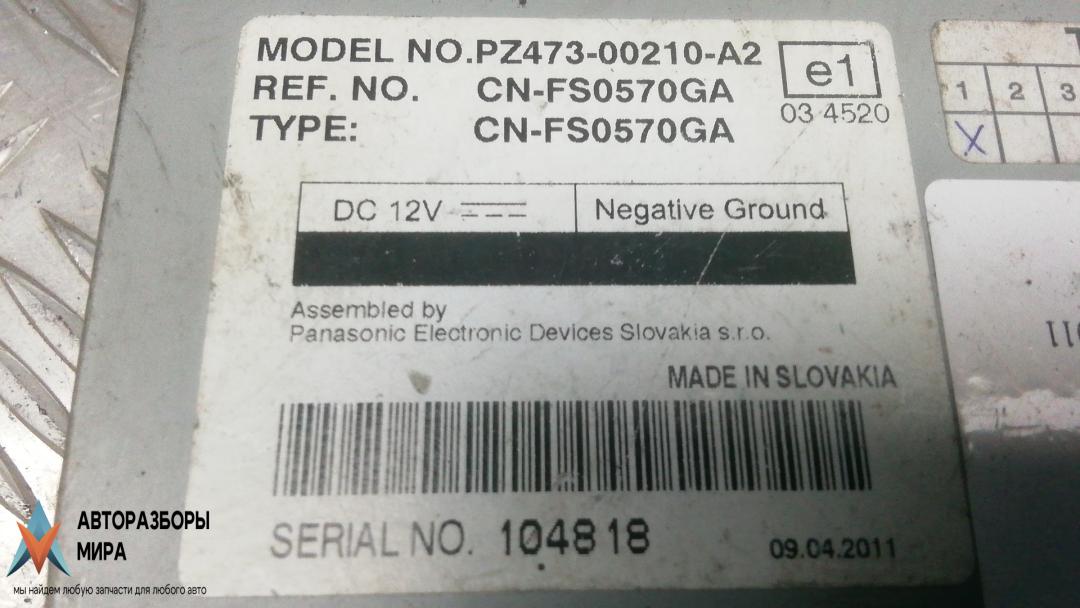 MODEL NO.PZ473-00210-A2
REF. NO. CN-FS0570GA
TYPE: CN-FS0570GA
e1
03 4520
1 2 3
X
DC 12V
Negative Ground
Assembled by
Panasonic Electronic Devices Slovakia s.r.o.
MADE IN SLOVAKIA
SERIAL NO. 104818
09.04.2011
АВТОРАЗБОРЫ
МИРА
мы найдем любую запчасти для любого авто